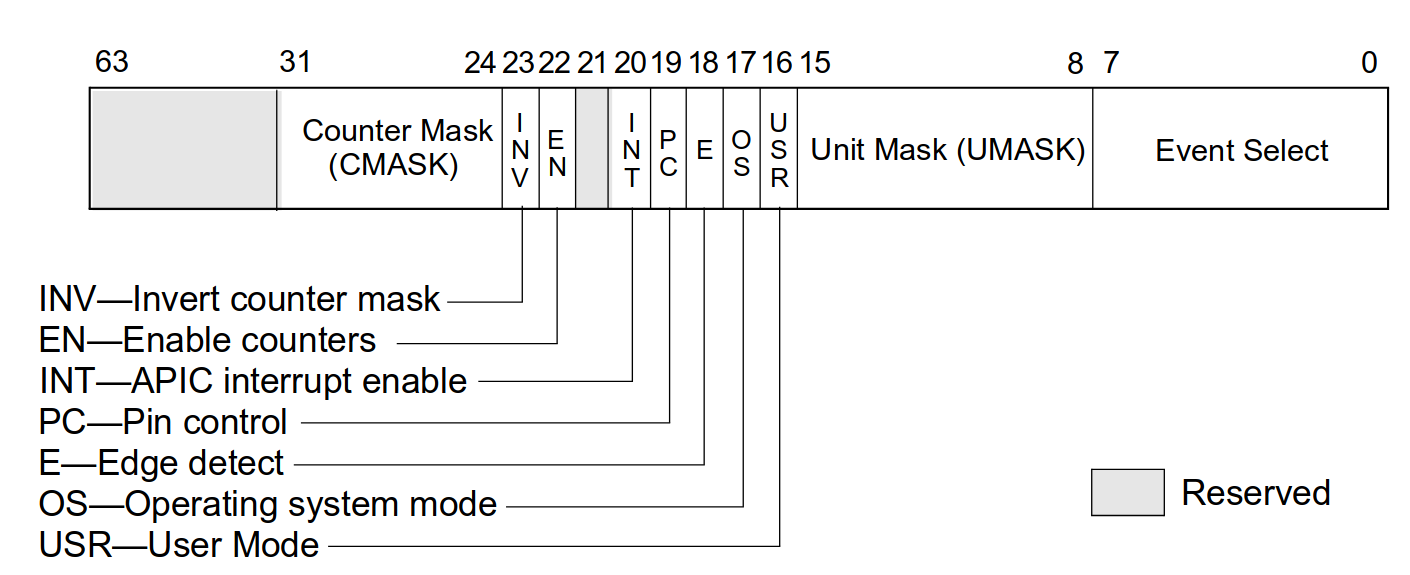 63 31 24 23 22 21 20 19 18 17 16 15 8 7 0
Counter Mask
(CMASK)
INV
EN
INT
PC
E
OS
USR
Unit Mask (UMASK)
Event Select
INV—Invert counter mask
EN—Enable counters
INT—APIC interrupt enable
PC—Pin control
E—Edge detect
OS—Operating system mode
USR—User Mode
Reserved